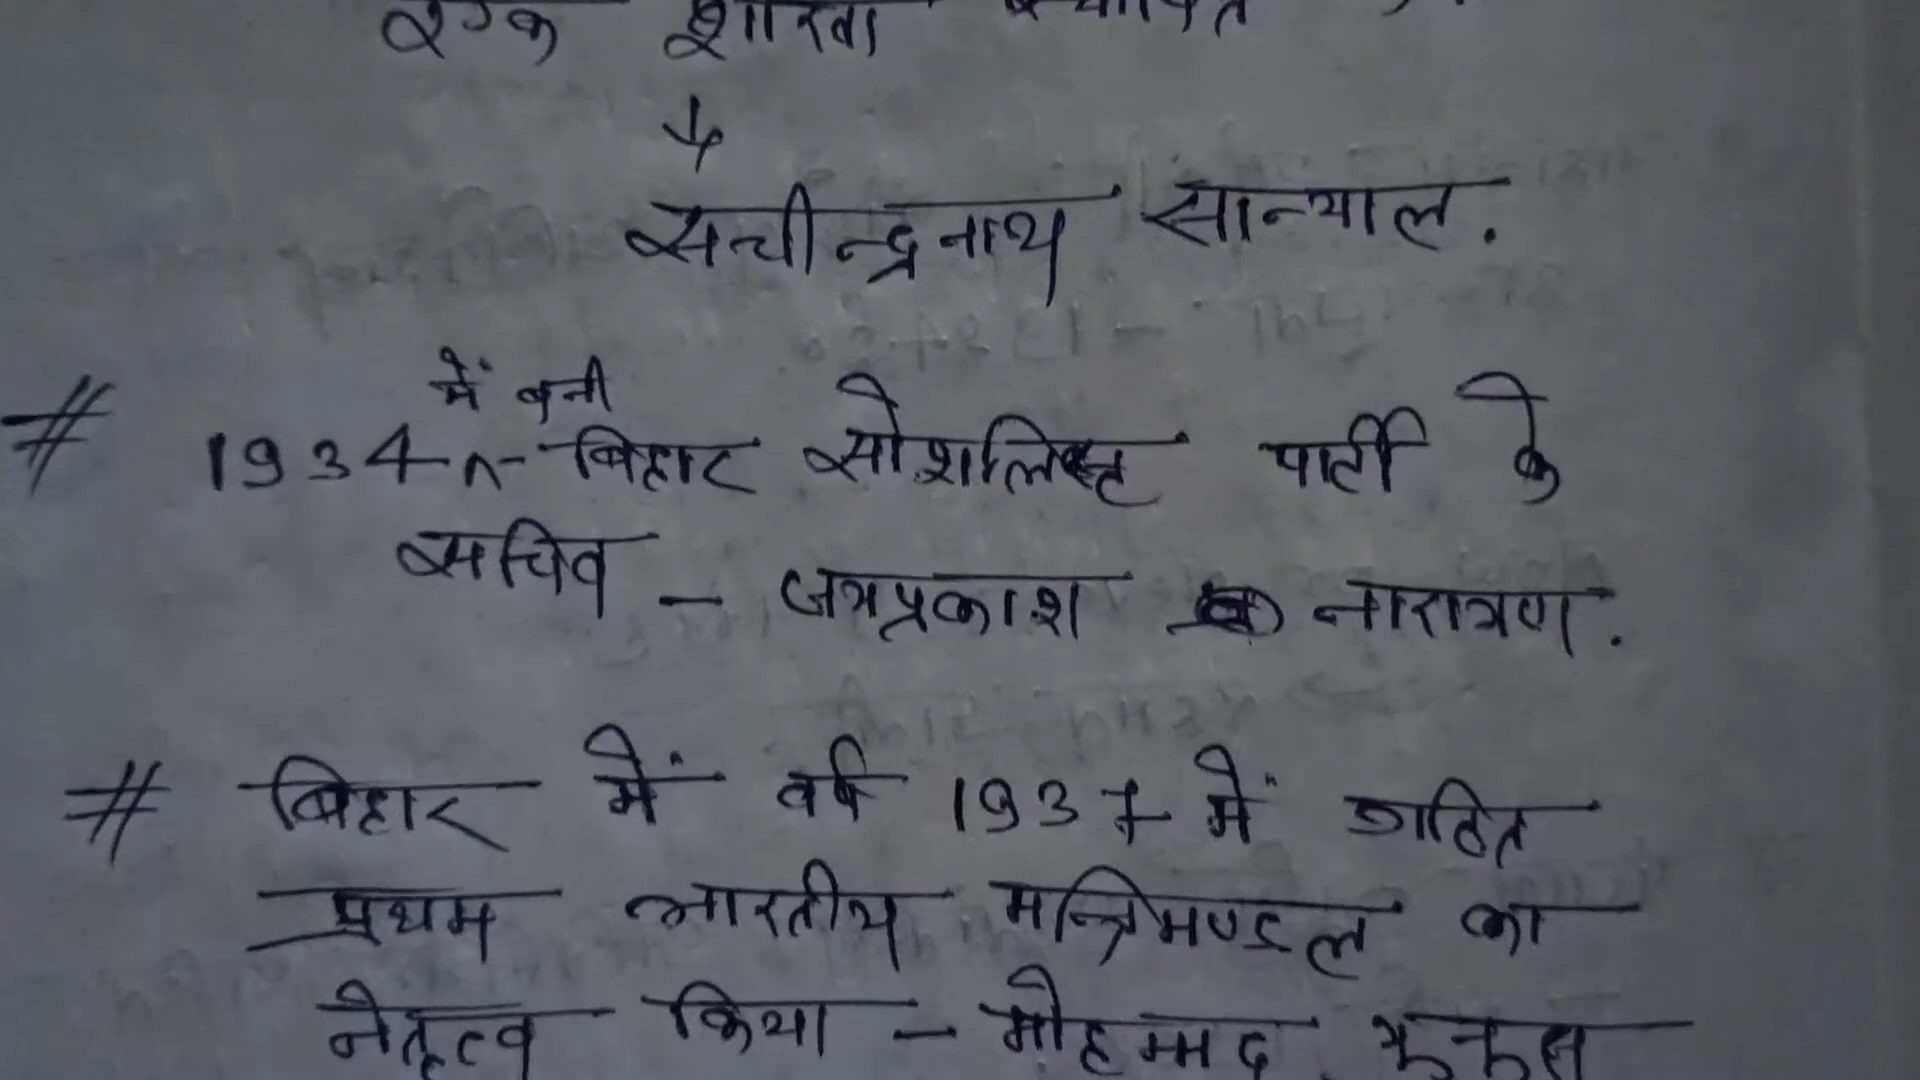 एक शाखा स्थापित
↓
सचीन्द्रनाथ सान्याल.
में बनी
# 1934 ^ बिहार सोशलिस्ट पार्टी के
सचिव - जयप्रकाश नारायण.
# बिहार में वर्ष 1937 में गठित
प्रथम भारतीय मन्त्रिमण्डल का
नेतृत्व किया - मोहम्मद युनुस